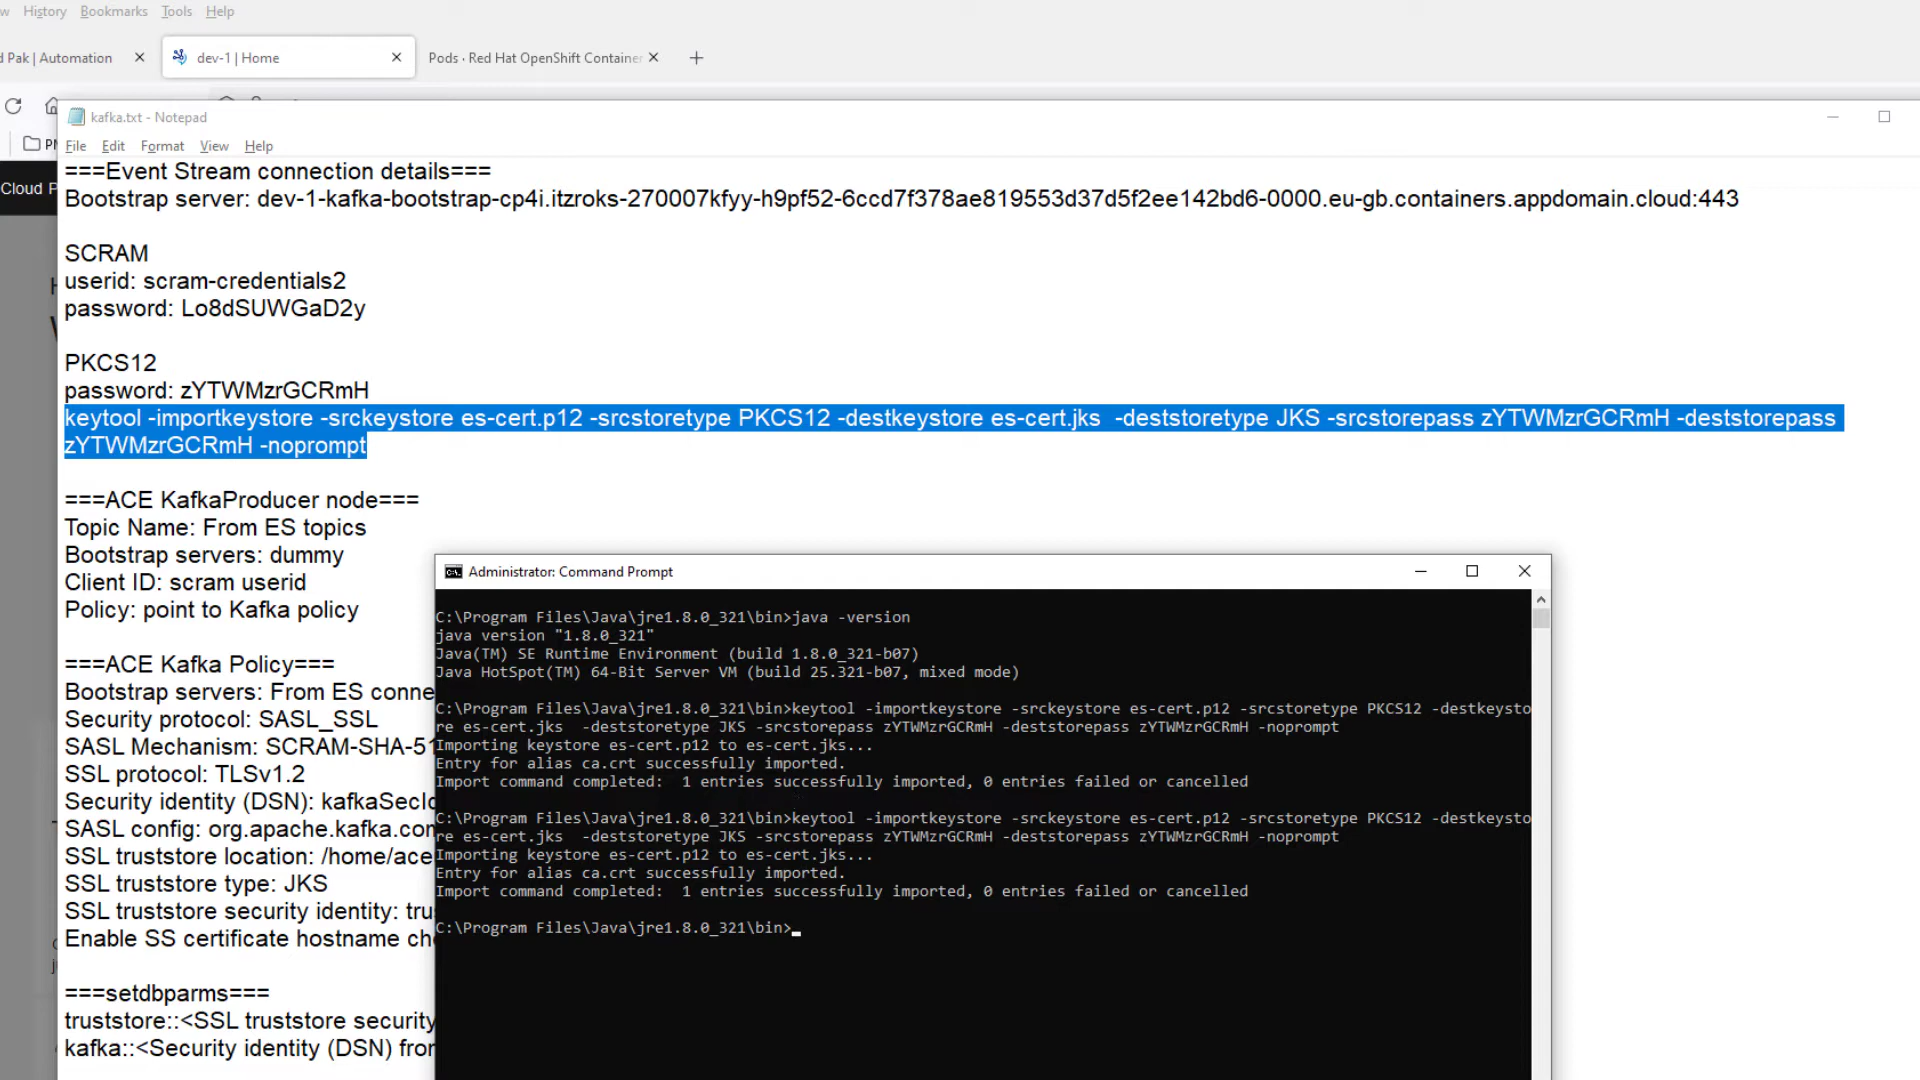 History Bookmarks Tools Help
Pak | Automation
dev-1 | Home
Pods · Red Hat OpenShift Container
kafka.txt - Notepad
File Edit Format View Help
Cloud P
===Event Stream connection details===
Bootstrap server: dev-1-kafka-bootstrap-cp4i.itzroks-270007kfyy-h9pf52-6ccd7f378ae819553d37d5f2ee142bd6-0000.eu-gb.containers.appdomain.cloud:443
SCRAM
userid: scram-credentials2
password: Lo8dSUWGaD2y
PKCS12
password: zYTWMzrGCRmH
keytool -importkeystore -srckeystore es-cert.p12 -srcstoretype PKCS12 -destkeystore es-cert.jks  -deststoretype JKS -srcstorepass zYTWMzrGCRmH -deststorepass
zYTWMzrGCRmH -noprompt
===ACE KafkaProducer node===
Topic Name: From ES topics
Bootstrap servers: dummy
Client ID: scram userid
Policy: point to Kafka policy
===ACE Kafka Policy===
Bootstrap servers: From ES conne
Security protocol: SASL_SSL
SASL Mechanism: SCRAM-SHA-51
SSL protocol: TLSv1.2
Security identity (DSN): kafkaSecId
SASL config: org.apache.kafka.con
SSL truststore location: /home/ace
SSL truststore type: JKS
SSL truststore security identity: tru
Enable SS certificate hostname che
===setdbparms===
truststore::<SSL truststore security
kafka::<Security identity (DSN) fror
Administrator: Command Prompt
C:\Program Files\Java\jre1.8.0_321\bin>java -version
java version "1.8.0_321"
Java(TM) SE Runtime Environment (build 1.8.0_321-b07)
Java HotSpot(TM) 64-Bit Server VM (build 25.321-b07, mixed mode)
C:\Program Files\Java\jre1.8.0_321\bin>keytool -importkeystore -srckeystore es-cert.p12 -srcstoretype PKCS12 -destkeysto
re es-cert.jks  -deststoretype JKS -srcstorepass zYTWMzrGCRmH -deststorepass zYTWMzrGCRmH -noprompt
Importing keystore es-cert.p12 to es-cert.jks...
Entry for alias ca.crt successfully imported.
Import command completed:  1 entries successfully imported, 0 entries failed or cancelled
C:\Program Files\Java\jre1.8.0_321\bin>keytool -importkeystore -srckeystore es-cert.p12 -srcstoretype PKCS12 -destkeysto
re es-cert.jks  -deststoretype JKS -srcstorepass zYTWMzrGCRmH -deststorepass zYTWMzrGCRmH -noprompt
Importing keystore es-cert.p12 to es-cert.jks...
Entry for alias ca.crt successfully imported.
Import command completed:  1 entries successfully imported, 0 entries failed or cancelled
C:\Program Files\Java\jre1.8.0_321\bin>